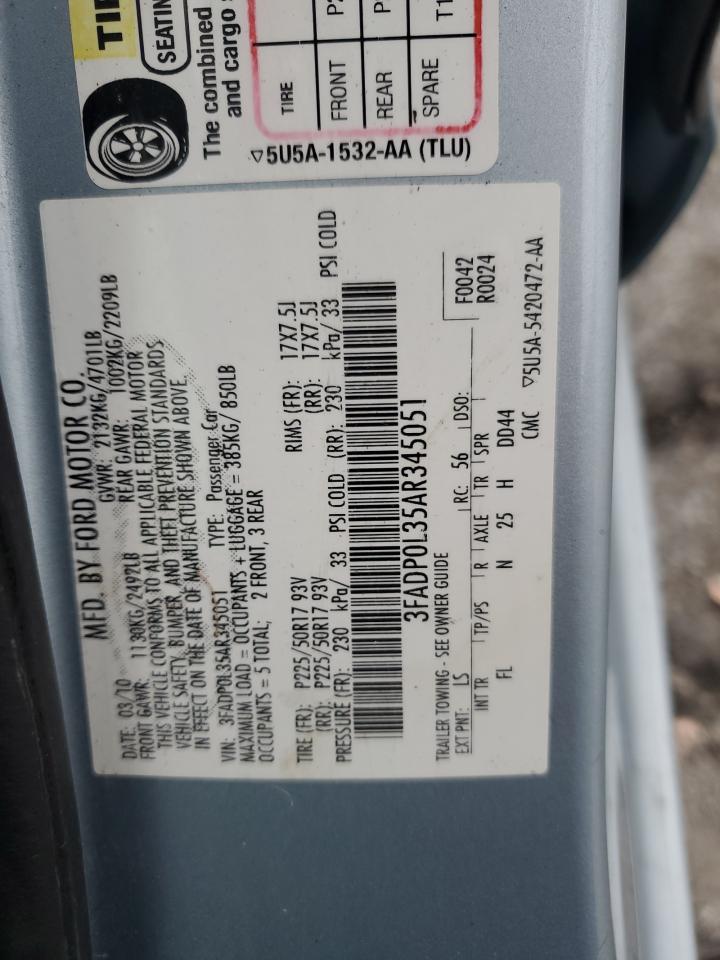 TIR
SEATIN
The combined
and cargo
TIRE
FRONT P2
REAR P
SPARE T1
▽5U5A-1532-AA (TLU)
MFD. BY FORD MOTOR CO.
DATE: 03/10 GVWR: 2132KG/4701LB
FRONT GAWR: 1130KG/2492LB REAR GAWR: 1002KG/2209LB
THIS VEHICLE CONFORMS TO ALL APPLICABLE FEDERAL MOTOR
VEHICLE SAFETY, BUMPER, AND THEFT PREVENTION STANDARDS
IN EFFECT ON THE DATE OF MANUFACTURE SHOWN ABOVE.
VIN: 3FADP0L35AR345051 TYPE: Passenger Car
MAXIMUM LOAD = OCCUPANTS + LUGGAGE = 385KG/ 850LB
OCCUPANTS = 5 TOTAL; 2 FRONT, 3 REAR
TIRE (FR): P225/50R17 93V RIMS (FR): 17X7.5J
(RR): P225/50R17 93V (RR): 17X7.5J
PRESSURE (FR): 230 kPa/ 33 PSI COLD (RR): 230 kPa/ 33 PSI COLD
3FADP0L35AR345051
TRAILER TOWING - SEE OWNER GUIDE F0042
EXT PNT: LS RC: 56 DSO: R0024
INT TR TP/PS R AXLE TR SPR
FL N 25 H DD44
CMC ▽5U5A-5420472-AA